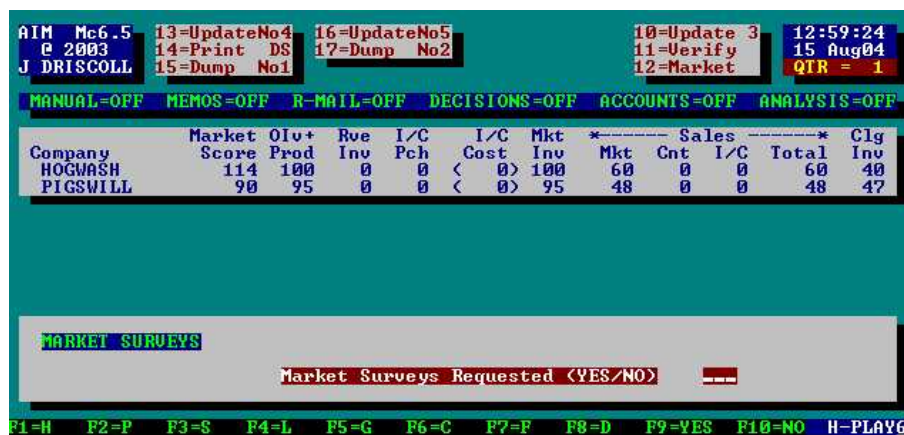 AIM Mc6.5 13=UpdateNo4 16=UpdateNo5 10=Update 3 12:59:24
@ 2003 14=Print DS 17=Dump No2 11=Verify 15 Aug04
J DRISCOLL 15=Dump No1 12=Market QTR = 1
MANUAL=OFF MEMOS=OFF R-MAIL=OFF DECISIONS=OFF ACCOUNTS=OFF ANALYSIS=OFF
Market OIv+ Rve I/C I/C Mkt *------ Sales ------* Clg
Company Score Prod Inv Pch Cost Inv Mkt Cnt I/C Total Inv
HOGWASH 114 100 0 0 ( 0) 100 60 0 0 60 40
PIGSWILL 90 95 0 0 ( 0) 95 48 0 0 48 47
MARKET SURVEYS
Market Surveys Requested (YES/NO) ___
F1=H F2=P F3=S F4=L F5=G F6=C F7=F F8=D F9=YES F10=NO H-PLAY6